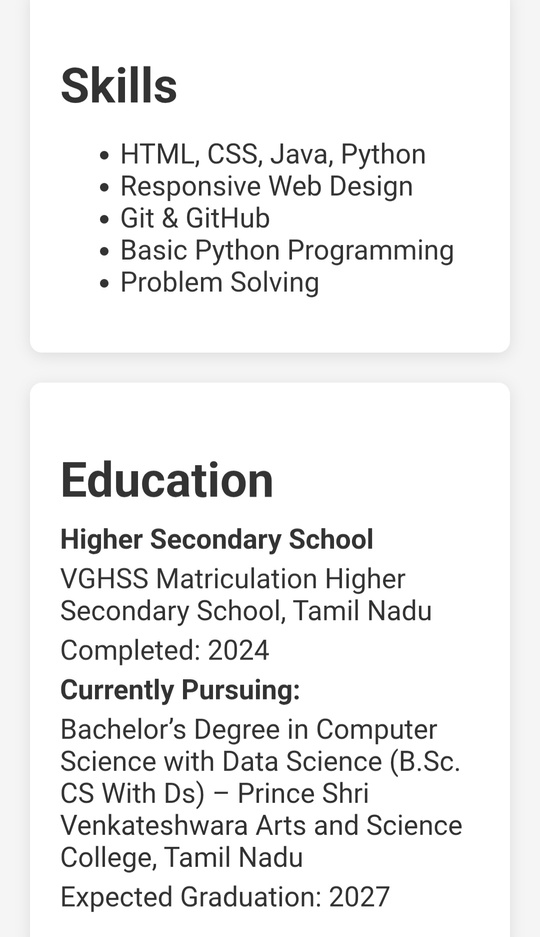 Skills
• HTML, CSS, Java, Python
• Responsive Web Design
• Git & GitHub
• Basic Python Programming
• Problem Solving
Education
Higher Secondary School
VGHSS Matriculation Higher
Secondary School, Tamil Nadu
Completed: 2024
Currently Pursuing:
Bachelor’s Degree in Computer
Science with Data Science (B.Sc.
CS With Ds) – Prince Shri
Venkateshwara Arts and Science
College, Tamil Nadu
Expected Graduation: 2027